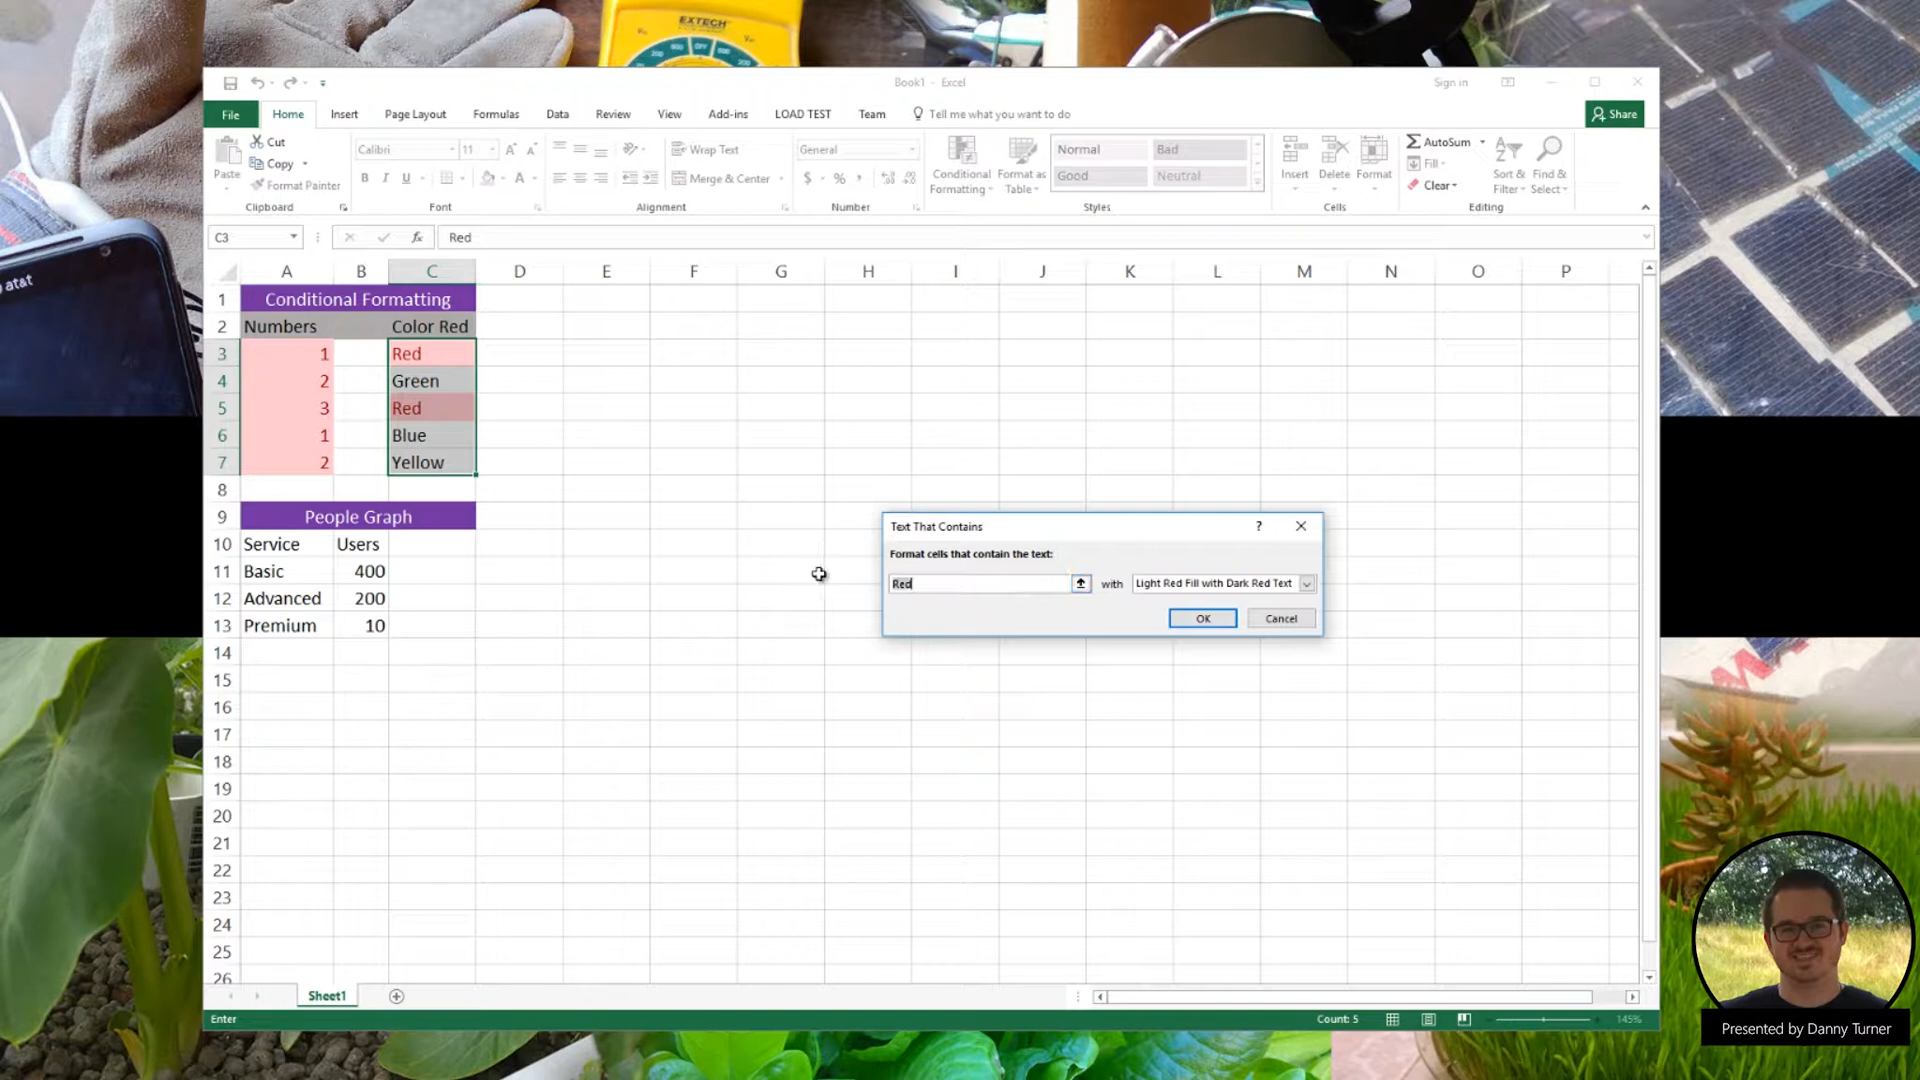 EXTECH
at&t
Book1 - Excel
Sign in
File Home Insert Page Layout Formulas Data Review View Add-ins LOAD TEST Team Tell me what you want to do Share
Paste
Cut
Copy
Format Painter
Clipboard
Calibri 11
B I U
Font
Wrap Text
Merge & Center
Alignment
General
$ % ,
Number
Conditional Formatting
Format as Table
Normal Bad
Good Neutral
Styles
Insert Delete Format
Cells
AutoSum
Fill
Clear
Sort & Filter
Find & Select
Editing
C3 fx Red
A B C D E F G H I J K L M N O P
1 Conditional Formatting
2 Numbers Color Red
3 1 Red
4 2 Green
5 3 Red
6 1 Blue
7 2 Yellow
8
9 People Graph
10 Service Users
11 Basic 400
12 Advanced 200
13 Premium 10
14
15
16
17
18
19
20
21
22
23
24
25
26
Text That Contains ?
Format cells that contain the text:
Red with Light Red Fill with Dark Red Text
OK Cancel
Sheet1
Enter Count: 5 145%
Presented by Danny Turner